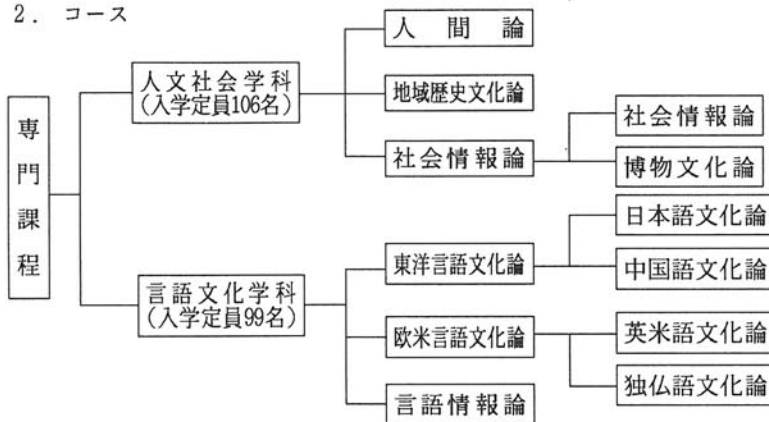 2. コース
専門課程
人文社会学科
(入学定員106名)
人間論
地域歴史文化論
社会情報論
社会情報論
博物文化論
言語文化学科
(入学定員99名)
東洋言語文化論
日本語文化論
中国語文化論
欧米言語文化論
英米語文化論
独仏語文化論
言語情報論